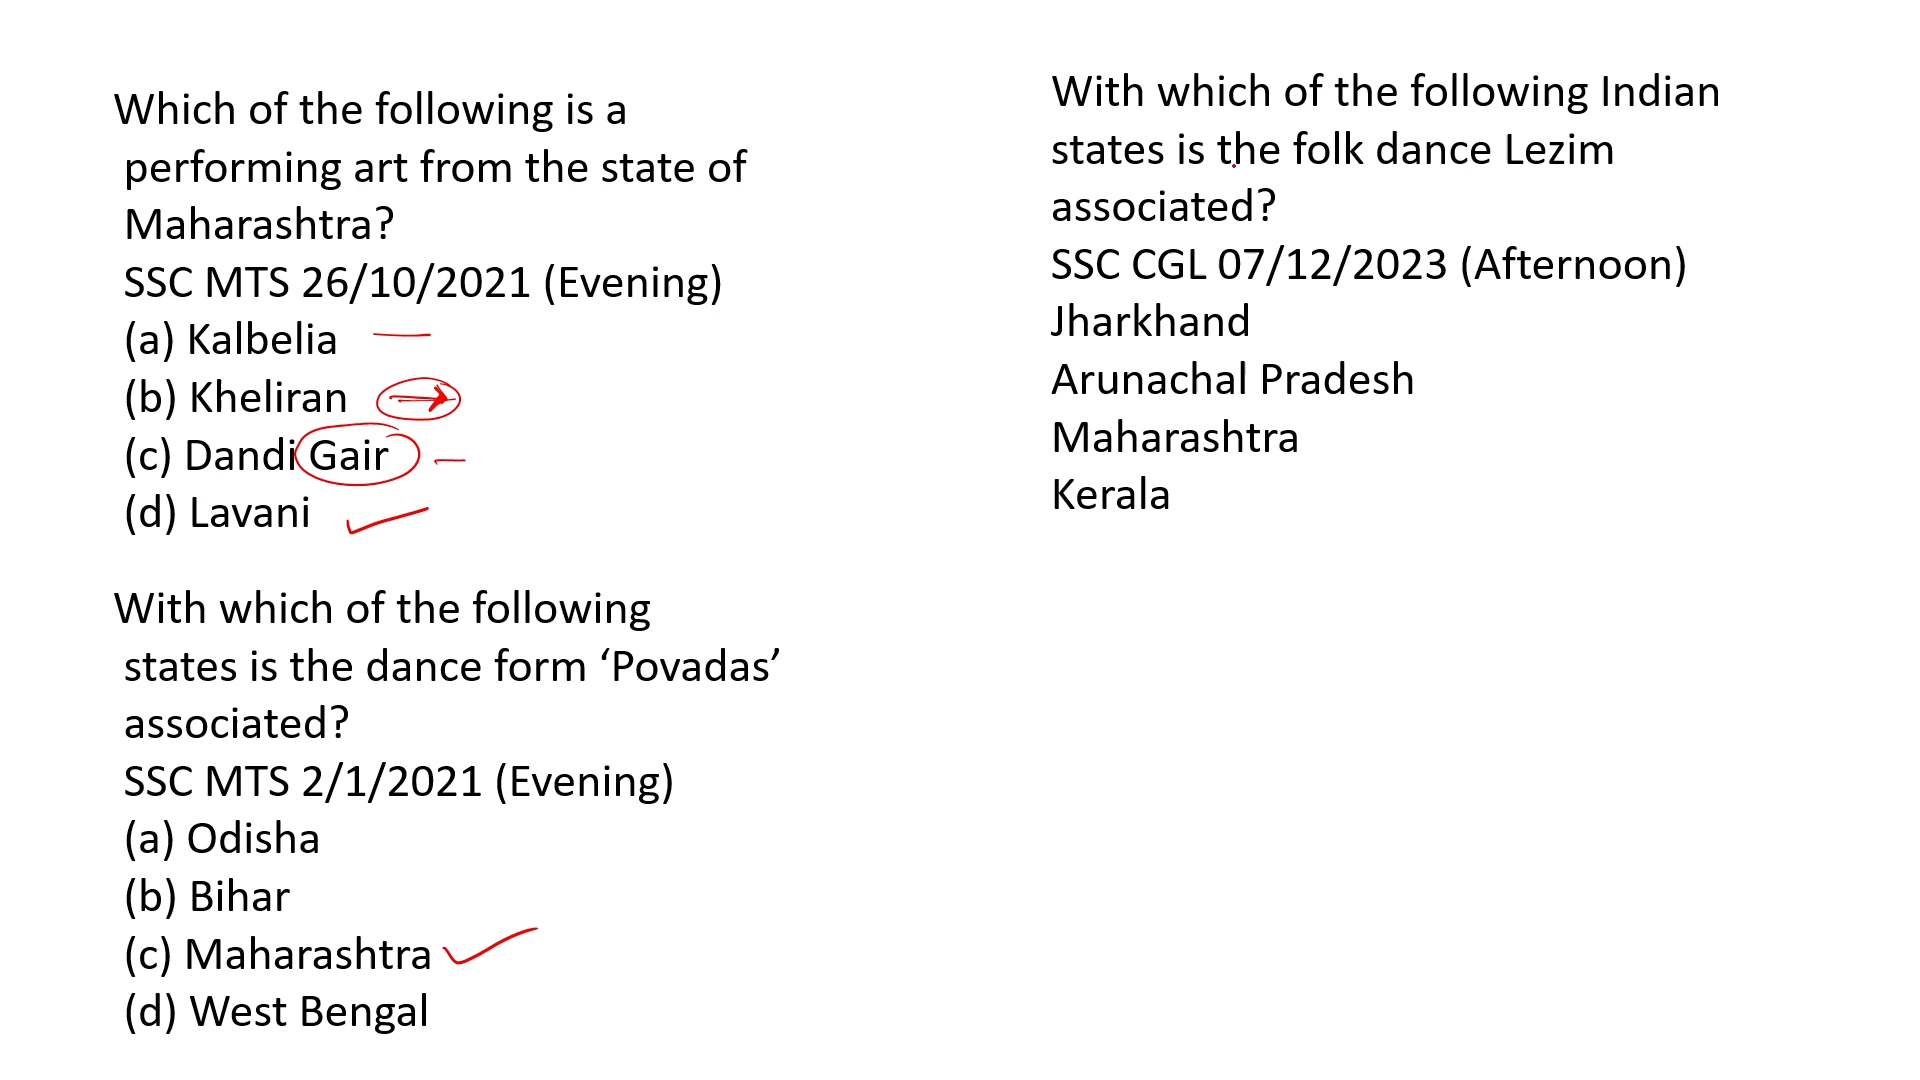 Which of the following is a
performing art from the state of
Maharashtra?
SSC MTS 26/10/2021 (Evening)
(a) Kalbelia
(b) Kheliran
(c) Dandi Gair
(d) Lavani
With which of the following
states is the dance form ‘Povadas’
associated?
SSC MTS 2/1/2021 (Evening)
(a) Odisha
(b) Bihar
(c) Maharashtra
(d) West Bengal
With which of the following Indian
states is the folk dance Lezim
associated?
SSC CGL 07/12/2023 (Afternoon)
Jharkhand
Arunachal Pradesh
Maharashtra
Kerala